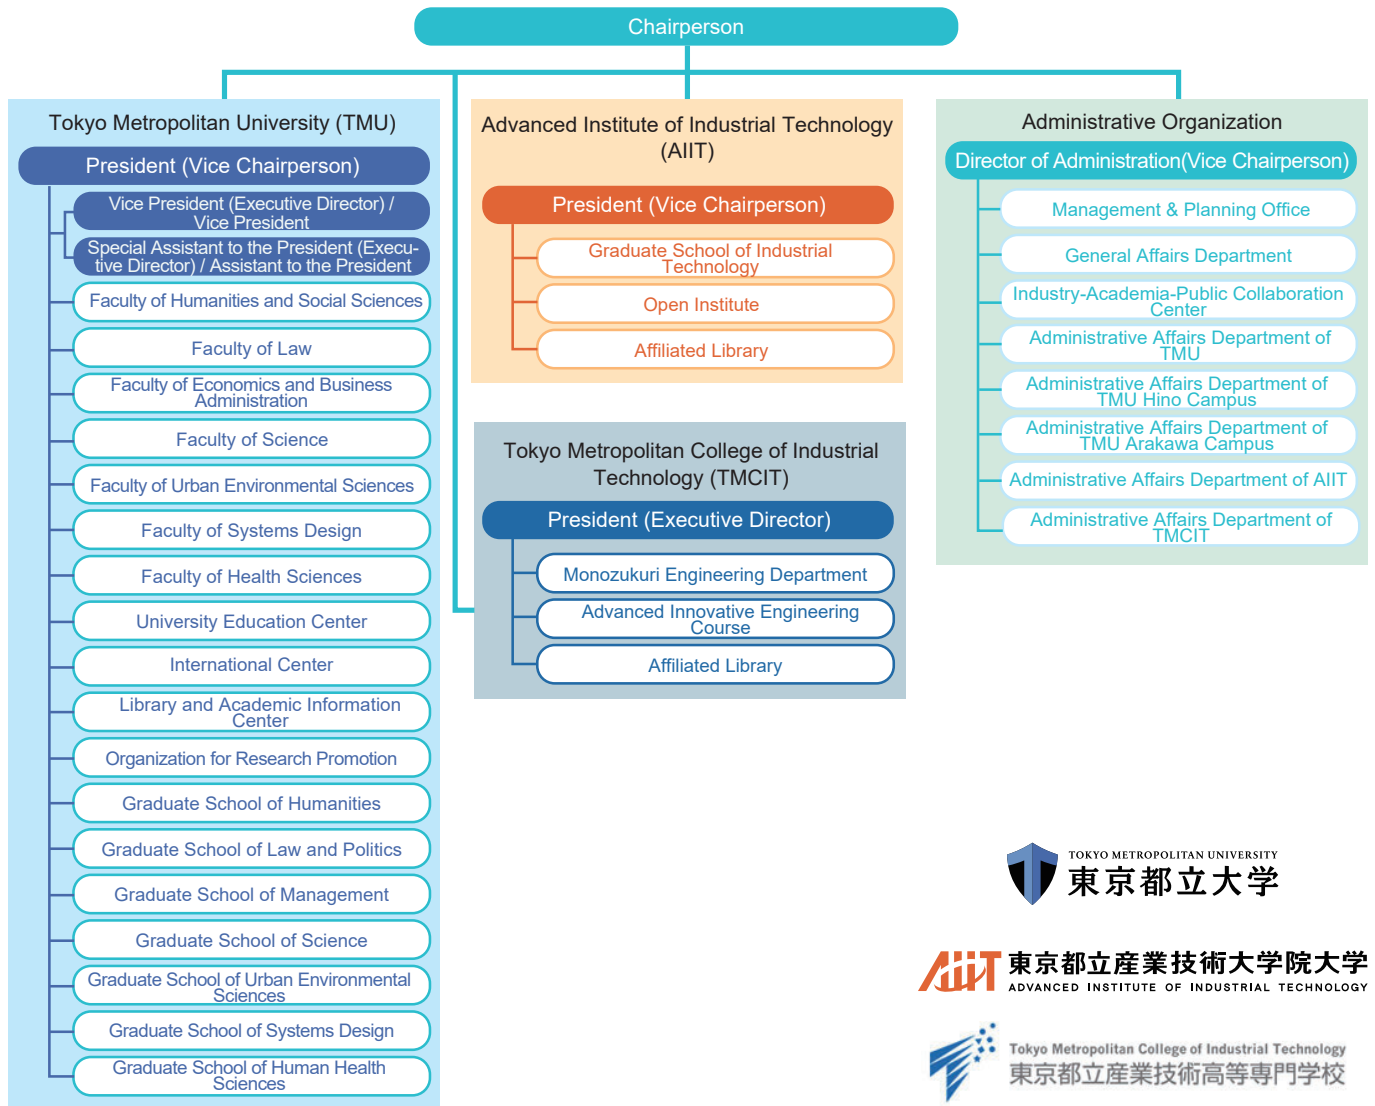 Chairperson
Tokyo Metropolitan University (TMU)
President (Vice Chairperson)
Vice President (Executive Director) /
Vice President
Special Assistant to the President (Execu-
tive Director) / Assistant to the President
Faculty of Humanities and Social Sciences
Faculty of Law
Faculty of Economics and Business
Administration
Faculty of Science
Faculty of Urban Environmental Sciences
Faculty of Systems Design
Faculty of Health Sciences
University Education Center
International Center
Library and Academic Information
Center
Organization for Research Promotion
Graduate School of Humanities
Graduate School of Law and Politics
Graduate School of Management
Graduate School of Science
Graduate School of Urban Environmental
Sciences
Graduate School of Systems Design
Graduate School of Human Health
Sciences
Advanced Institute of Industrial Technology
(AIIT)
President (Vice Chairperson)
Graduate School of Industrial
Technology
Open Institute
Affiliated Library
Tokyo Metropolitan College of Industrial
Technology (TMCIT)
President (Executive Director)
Monozukuri Engineering Department
Advanced Innovative Engineering
Course
Affiliated Library
Administrative Organization
Director of Administration(Vice Chairperson)
Management & Planning Office
General Affairs Department
Industry-Academia-Public Collaboration
Center
Administrative Affairs Department of
TMU
Administrative Affairs Department of
TMU Hino Campus
Administrative Affairs Department of
TMU Arakawa Campus
Administrative Affairs Department of AIIT
Administrative Affairs Department of
TMCIT
TOKYO METROPOLITAN UNIVERSITY
東京都立大学
AIIT
東京都立産業技術大学院大学
ADVANCED INSTITUTE OF INDUSTRIAL TECHNOLOGY
Tokyo Metropolitan College of Industrial Technology
東京都立産業技術高等専門学校